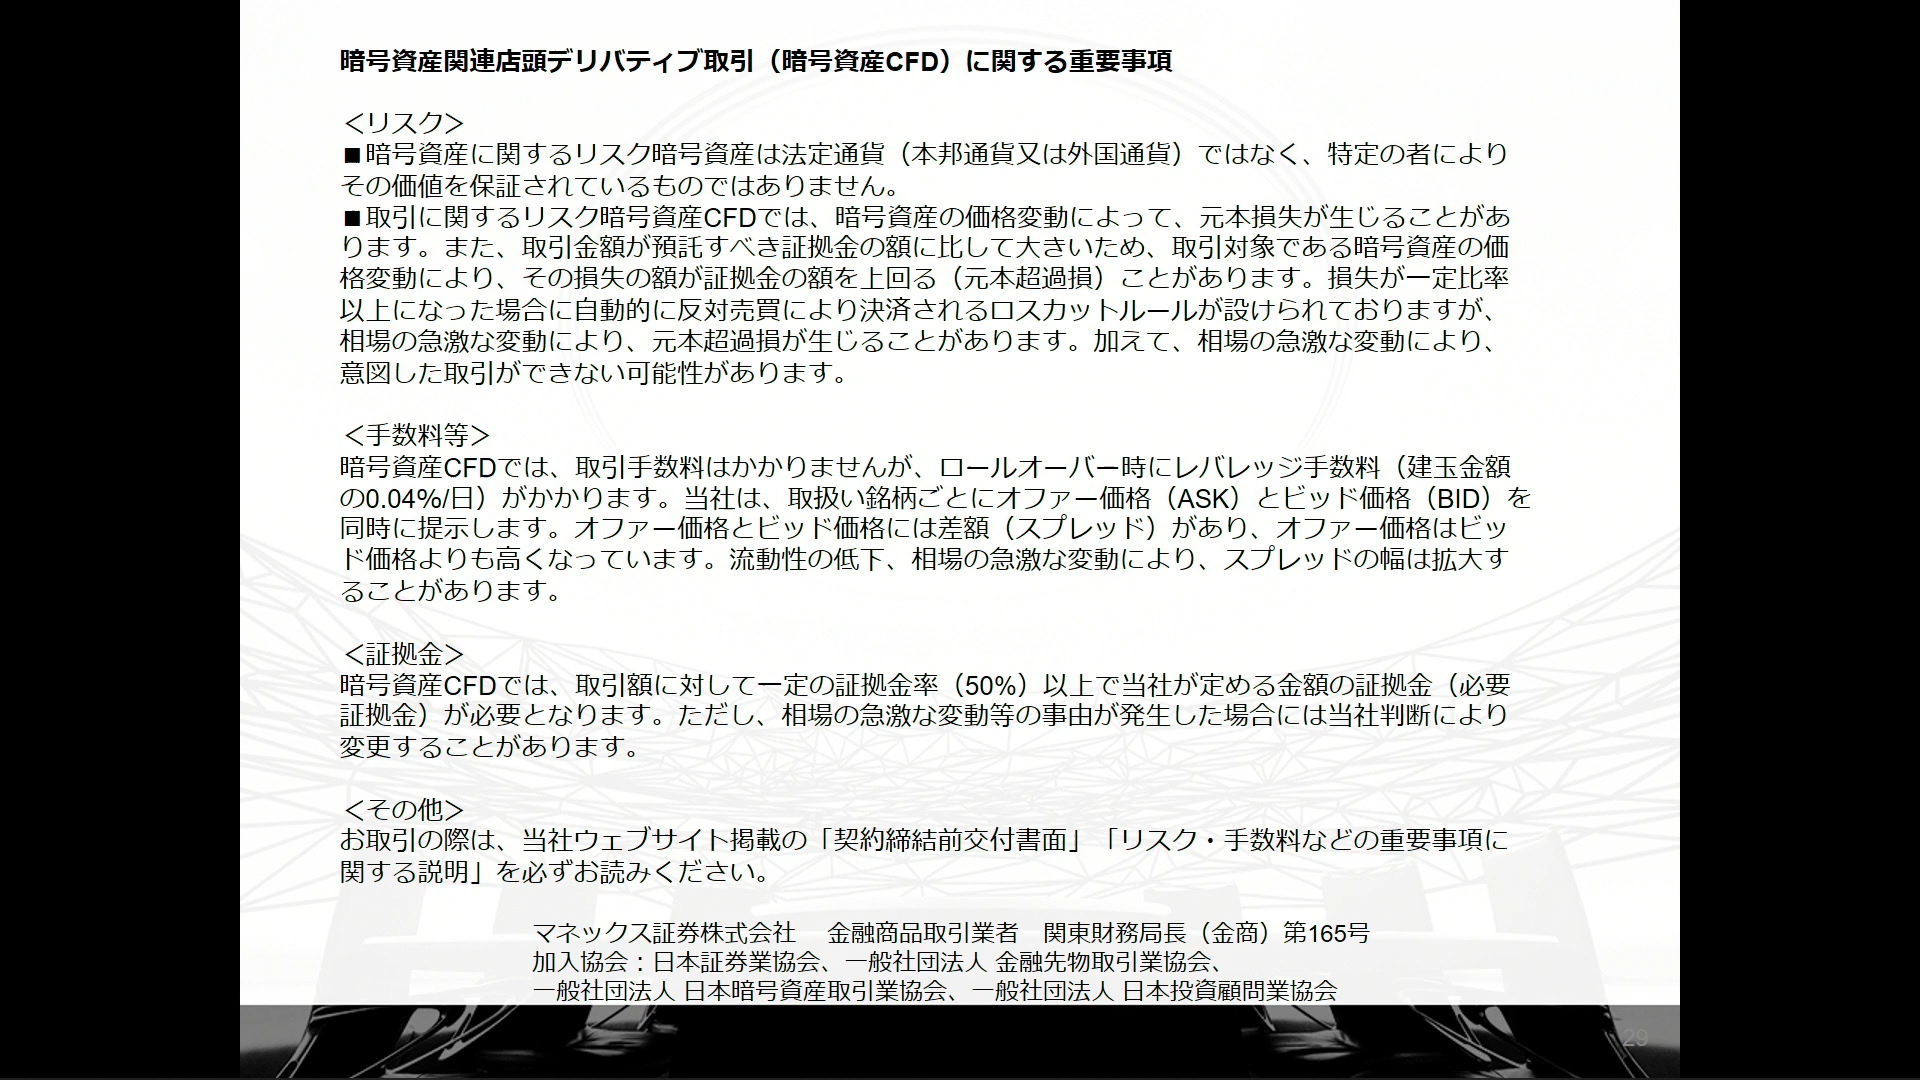 暗号資産関連店頭デリバティブ取引（暗号資産CFD）に関する重要事項
＜リスク＞
■暗号資産に関するリスク暗号資産は法定通貨（本邦通貨又は外国通貨）ではなく、特定の者により
その価値を保証されているものではありません。
■取引に関するリスク暗号資産CFDでは、暗号資産の価格変動によって、元本損失が生じることがあ
ります。また、取引金額が預託すべき証拠金の額に比して大きいため、取引対象である暗号資産の価
格変動により、その損失の額が証拠金の額を上回る（元本超過損）ことがあります。損失が一定比率
以上になった場合に自動的に反対売買により決済されるロスカットルールが設けられておりますが、
相場の急激な変動により、元本超過損が生じることがあります。加えて、相場の急激な変動により、
意図した取引ができない可能性があります。
＜手数料等＞
暗号資産CFDでは、取引手数料はかかりませんが、ロールオーバー時にレバレッジ手数料（建玉金額
の0.04%/日）がかかります。当社は、取扱い銘柄ごとにオファー価格（ASK）とビッド価格（BID）を
同時に提示します。オファー価格とビッド価格には差額（スプレッド）があり、オファー価格はビッ
ド価格よりも高くなっています。流動性の低下、相場の急激な変動により、スプレッドの幅は拡大す
ることがあります。
＜証拠金＞
暗号資産CFDでは、取引額に対して一定の証拠金率（50%）以上で当社が定める金額の証拠金（必要
証拠金）が必要となります。ただし、相場の急激な変動等の事由が発生した場合には当社判断により
変更することがあります。
＜その他＞
お取引の際は、当社ウェブサイト掲載の「契約締結前交付書面」「リスク・手数料などの重要事項に
関する説明」を必ずお読みください。
マネックス証券株式会社　金融商品取引業者　関東財務局長（金商）第165号
加入協会：日本証券業協会、一般社団法人 金融先物取引業協会、
一般社団法人 日本暗号資産取引業協会、一般社団法人 日本投資顧問業協会
29